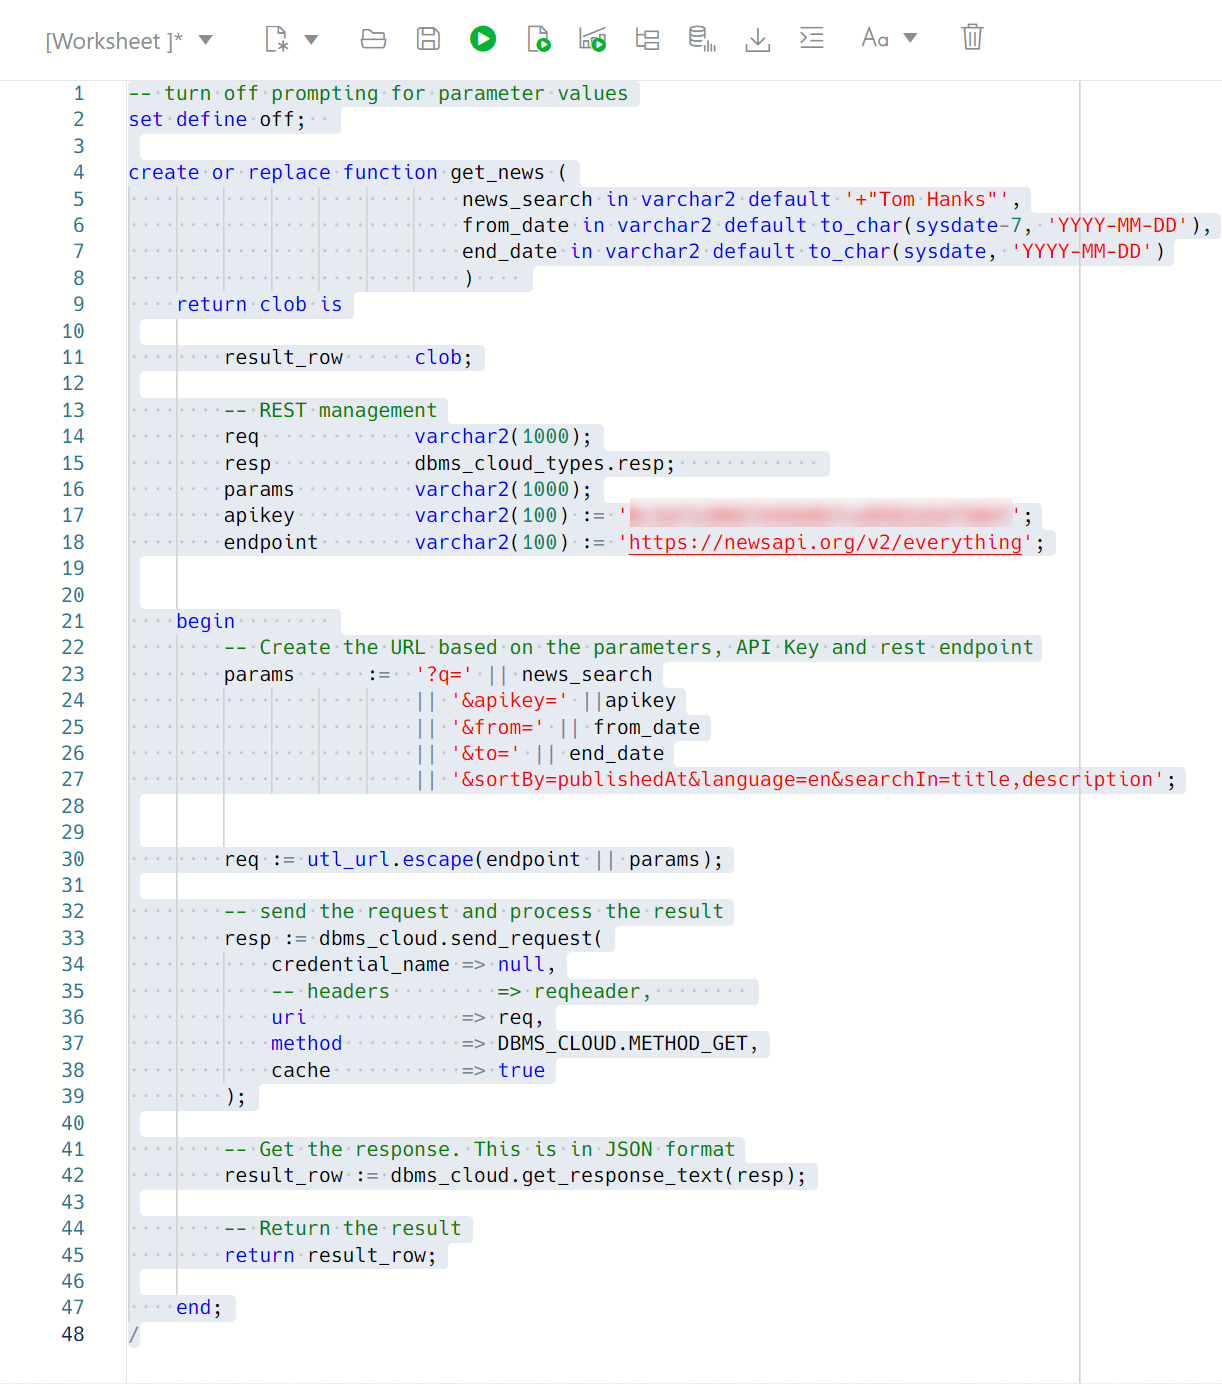 [Worksheet ]*
Aa
1 -- turn off prompting for parameter values
2 set define off;
3
4 create or replace function get_news (
5 news_search in varchar2 default '+"Tom Hanks"',
6 from_date in varchar2 default to_char(sysdate-7, 'YYYY-MM-DD'),
7 end_date in varchar2 default to_char(sysdate, 'YYYY-MM-DD')
8 )
9 return clob is
10
11 result_row clob;
12
13 -- REST management
14 req varchar2(1000);
15 resp dbms_cloud_types.resp;
16 params varchar2(1000);
17 apikey varchar2(100) := '';
18 endpoint varchar2(100) := 'https://newsapi.org/v2/everything';
19
20
21 begin
22 -- Create the URL based on the parameters, API Key and rest endpoint
23 params := '?q=' || news_search
24 || '&apikey=' ||apikey
25 || '&from=' || from_date
26 || '&to=' || end_date
27 || '&sortBy=publishedAt&language=en&searchIn=title,description';
28
29
30 req := utl_url.escape(endpoint || params);
31
32 -- send the request and process the result
33 resp := dbms_cloud.send_request(
34 credential_name => null,
35 -- headers => reqheader,
36 uri => req,
37 method => DBMS_CLOUD.METHOD_GET,
38 cache => true
39 );
40
41 -- Get the response. This is in JSON format
42 result_row := dbms_cloud.get_response_text(resp);
43
44 -- Return the result
45 return result_row;
46
47 end;
48 /